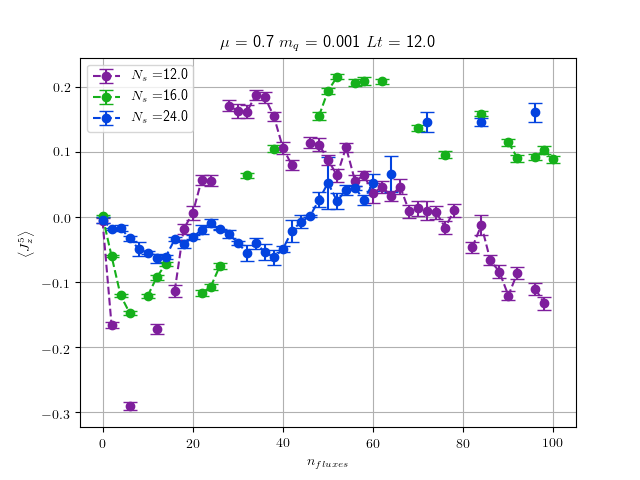 μ = 0.7 m_q = 0.001 Lt = 12.0
N_s =12.0
N_s =16.0
N_s =24.0
0.2
0.1
0.0
−0.1
−0.2
−0.3
⟨J_z^5⟩
0 20 40 60 80 100
n_fluxes